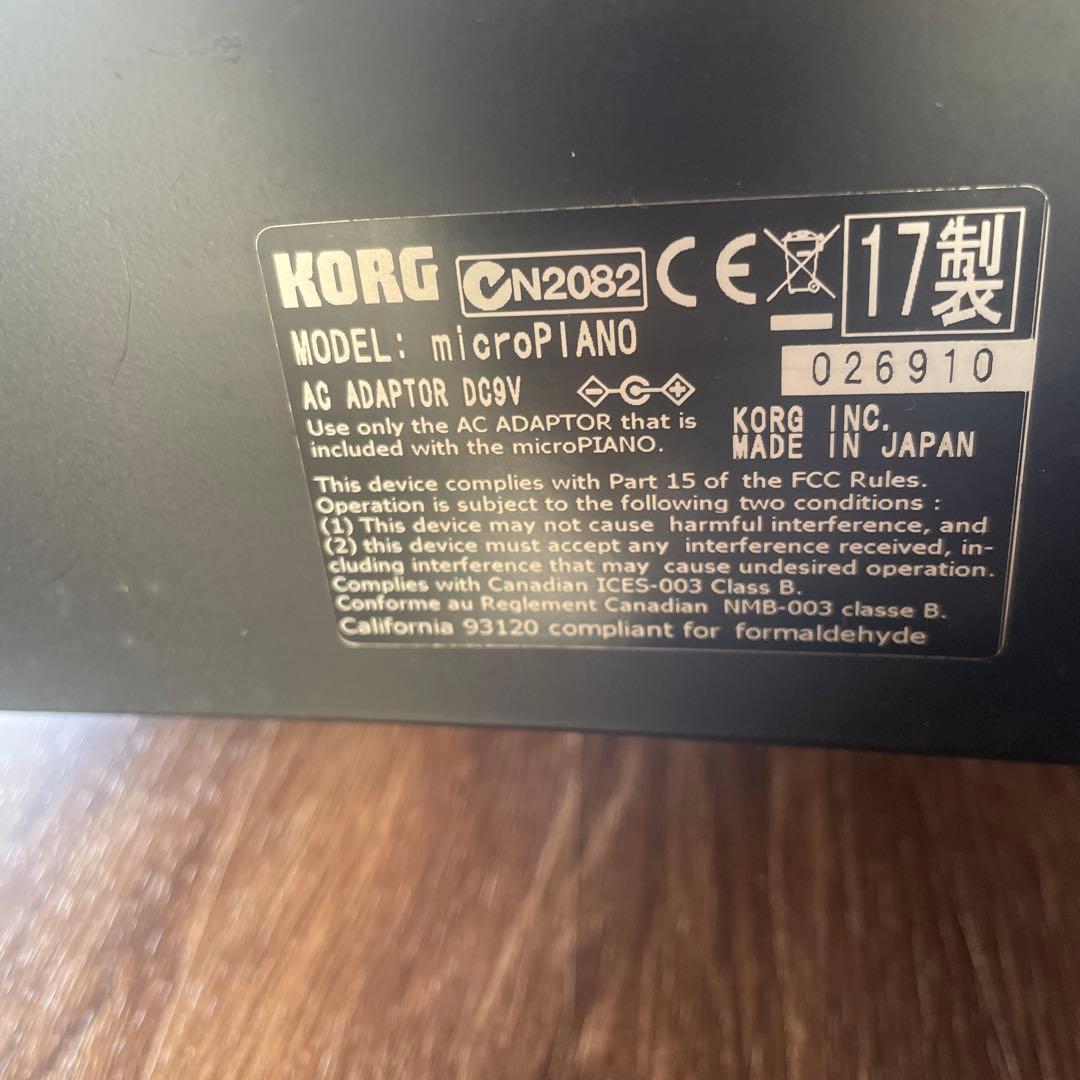 KORG N2082 CE 17製
MODEL: microPIANO
026910
AC ADAPTOR DC9V
Use only the AC ADAPTOR that is
included with the microPIANO.
KORG INC.
MADE IN JAPAN
This device complies with Part 15 of the FCC Rules.
Operation is subject to the following two conditions :
(1) This device may not cause harmful interference, and
(2) this device must accept any interference received, in-
cluding interference that may cause undesired operation.
Complies with Canadian ICES-003 Class B.
Conforme au Reglement Canadian NMB-003 classe B.
California 93120 compliant for formaldehyde